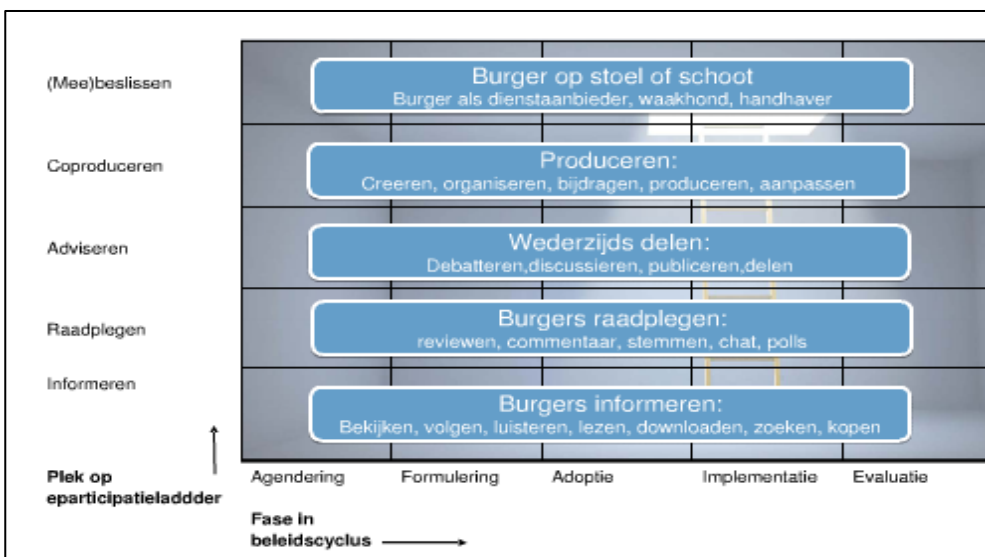 (Mee)beslissen
Burger op stoel of schoot
Burger als dienstaanbieder, waakhond, handhaver
Coproduceren
Produceren:
Creeren, organiseren, bijdragen, produceren, aanpassen
Adviseren
Wederzijds delen:
Debatteren,discussieren, publiceren,delen
Raadplegen
Burgers raadplegen:
reviewen, commentaar, stemmen, chat, polls
Informeren
Burgers informeren:
Bekijken, volgen, luisteren, lezen, downloaden, zoeken, kopen
Plek op
eparticipatieladdder
Agendering Formulering Adoptie Implementatie Evaluatie
Fase in
beleidscyclus